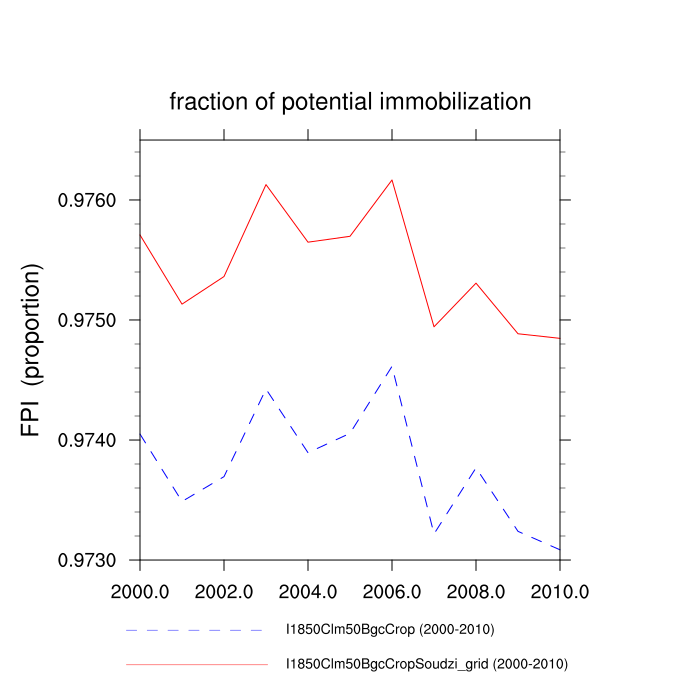 fraction of potential immobilization
FPI (proportion)
0.9760
0.9750
0.9740
0.9730
2000.0 2002.0 2004.0 2006.0 2008.0 2010.0
I1850Clm50BgcCrop (2000-2010)
I1850Clm50BgcCropSoudzi_grid (2000-2010)